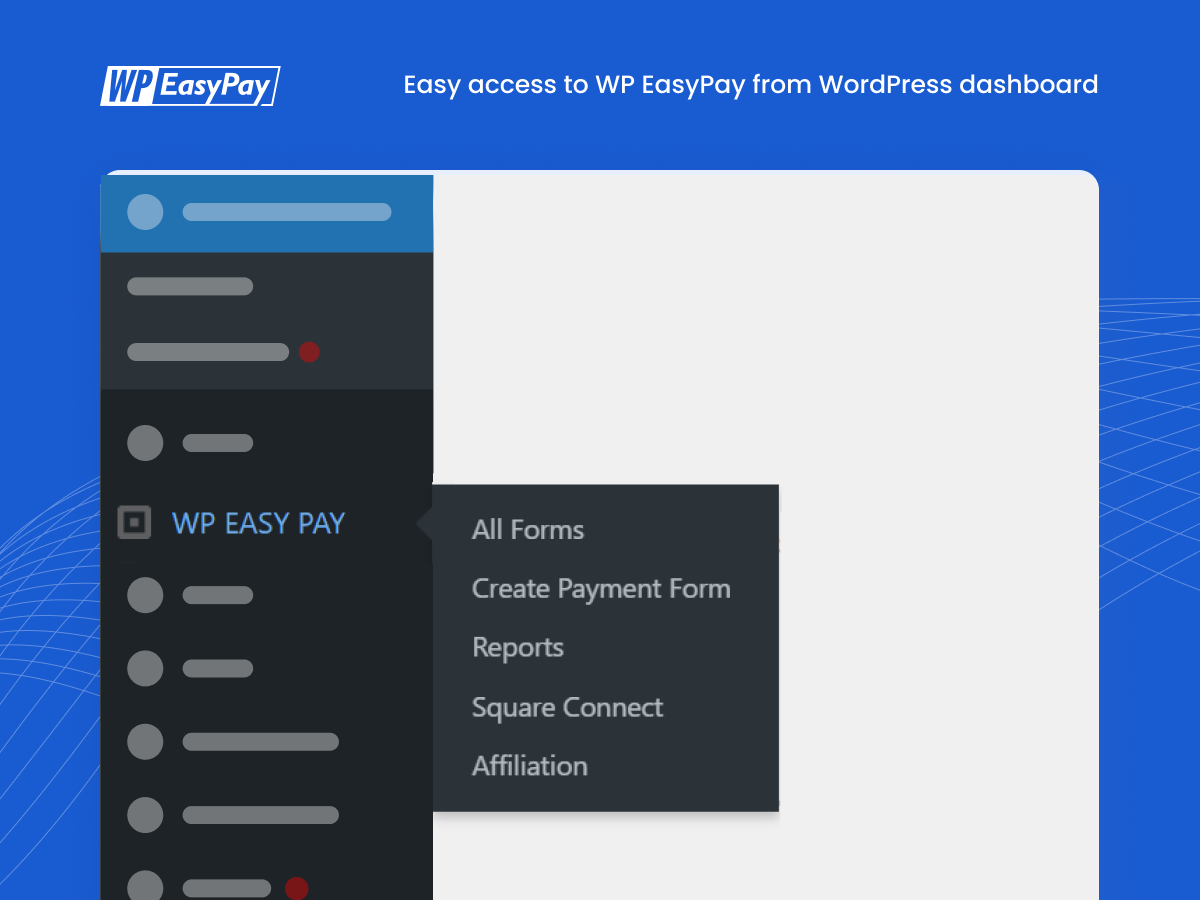 WP EasyPay
Easy access to WP EasyPay from WordPress dashboard
WP EASY PAY
All Forms
Create Payment Form
Reports
Square Connect
Affiliation